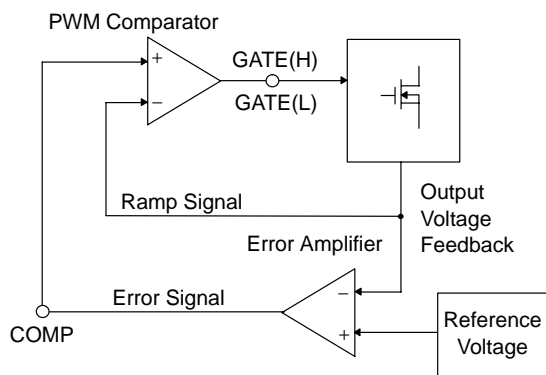 PWM Comparator
+
−
GATE(H)
GATE(L)
Ramp Signal
Output
Voltage
Feedback
Error Amplifier
Error Signal
−
+
COMP
Reference
Voltage